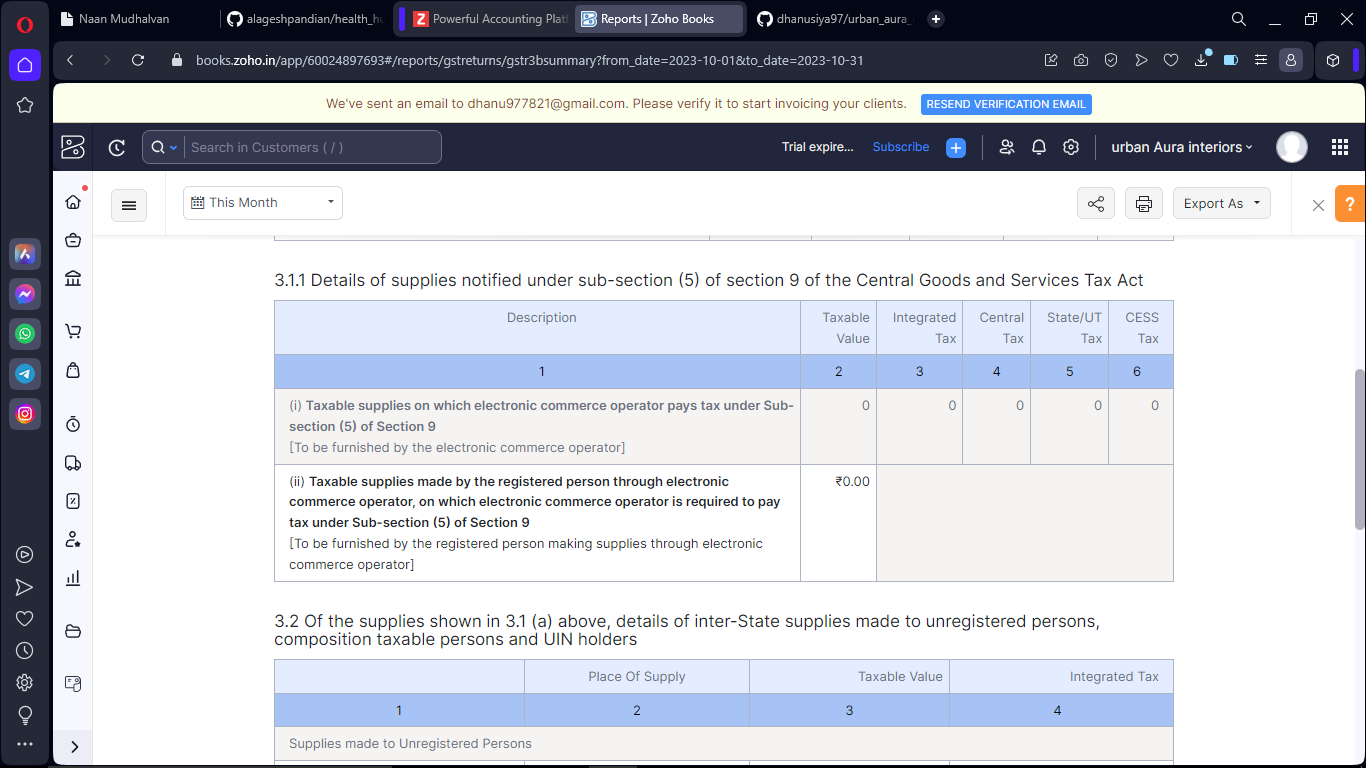 Naan Mudhalvan
alageshpandian/health_h
Powerful Accounting Plat
Reports | Zoho Books
dhanusiya97/urban_aura_
books.zoho.in/app/60024897693#/reports/gstreturns/gstr3bsummary?from_date=2023-10-01&to_date=2023-10-31
We've sent an email to dhanu977821@gmail.com. Please verify it to start invoicing your clients.
RESEND VERIFICATION EMAIL
Search in Customers ( / )
Trial expire...
Subscribe
urban Aura interiors
This Month
Export As
?
3.1.1 Details of supplies notified under sub-section (5) of section 9 of the Central Goods and Services Tax Act
Description
Taxable Value
Integrated Tax
Central Tax
State/UT Tax
CESS Tax
1 2 3 4 5 6
(i) Taxable supplies on which electronic commerce operator pays tax under Sub-
section (5) of Section 9
[To be furnished by the electronic commerce operator]
0 0 0 0 0
(ii) Taxable supplies made by the registered person through electronic
commerce operator, on which electronic commerce operator is required to pay
tax under Sub-section (5) of Section 9
[To be furnished by the registered person making supplies through electronic
commerce operator]
₹0.00
3.2 Of the supplies shown in 3.1 (a) above, details of inter-State supplies made to unregistered persons,
composition taxable persons and UIN holders
Place Of Supply
Taxable Value
Integrated Tax
1 2 3 4
Supplies made to Unregistered Persons